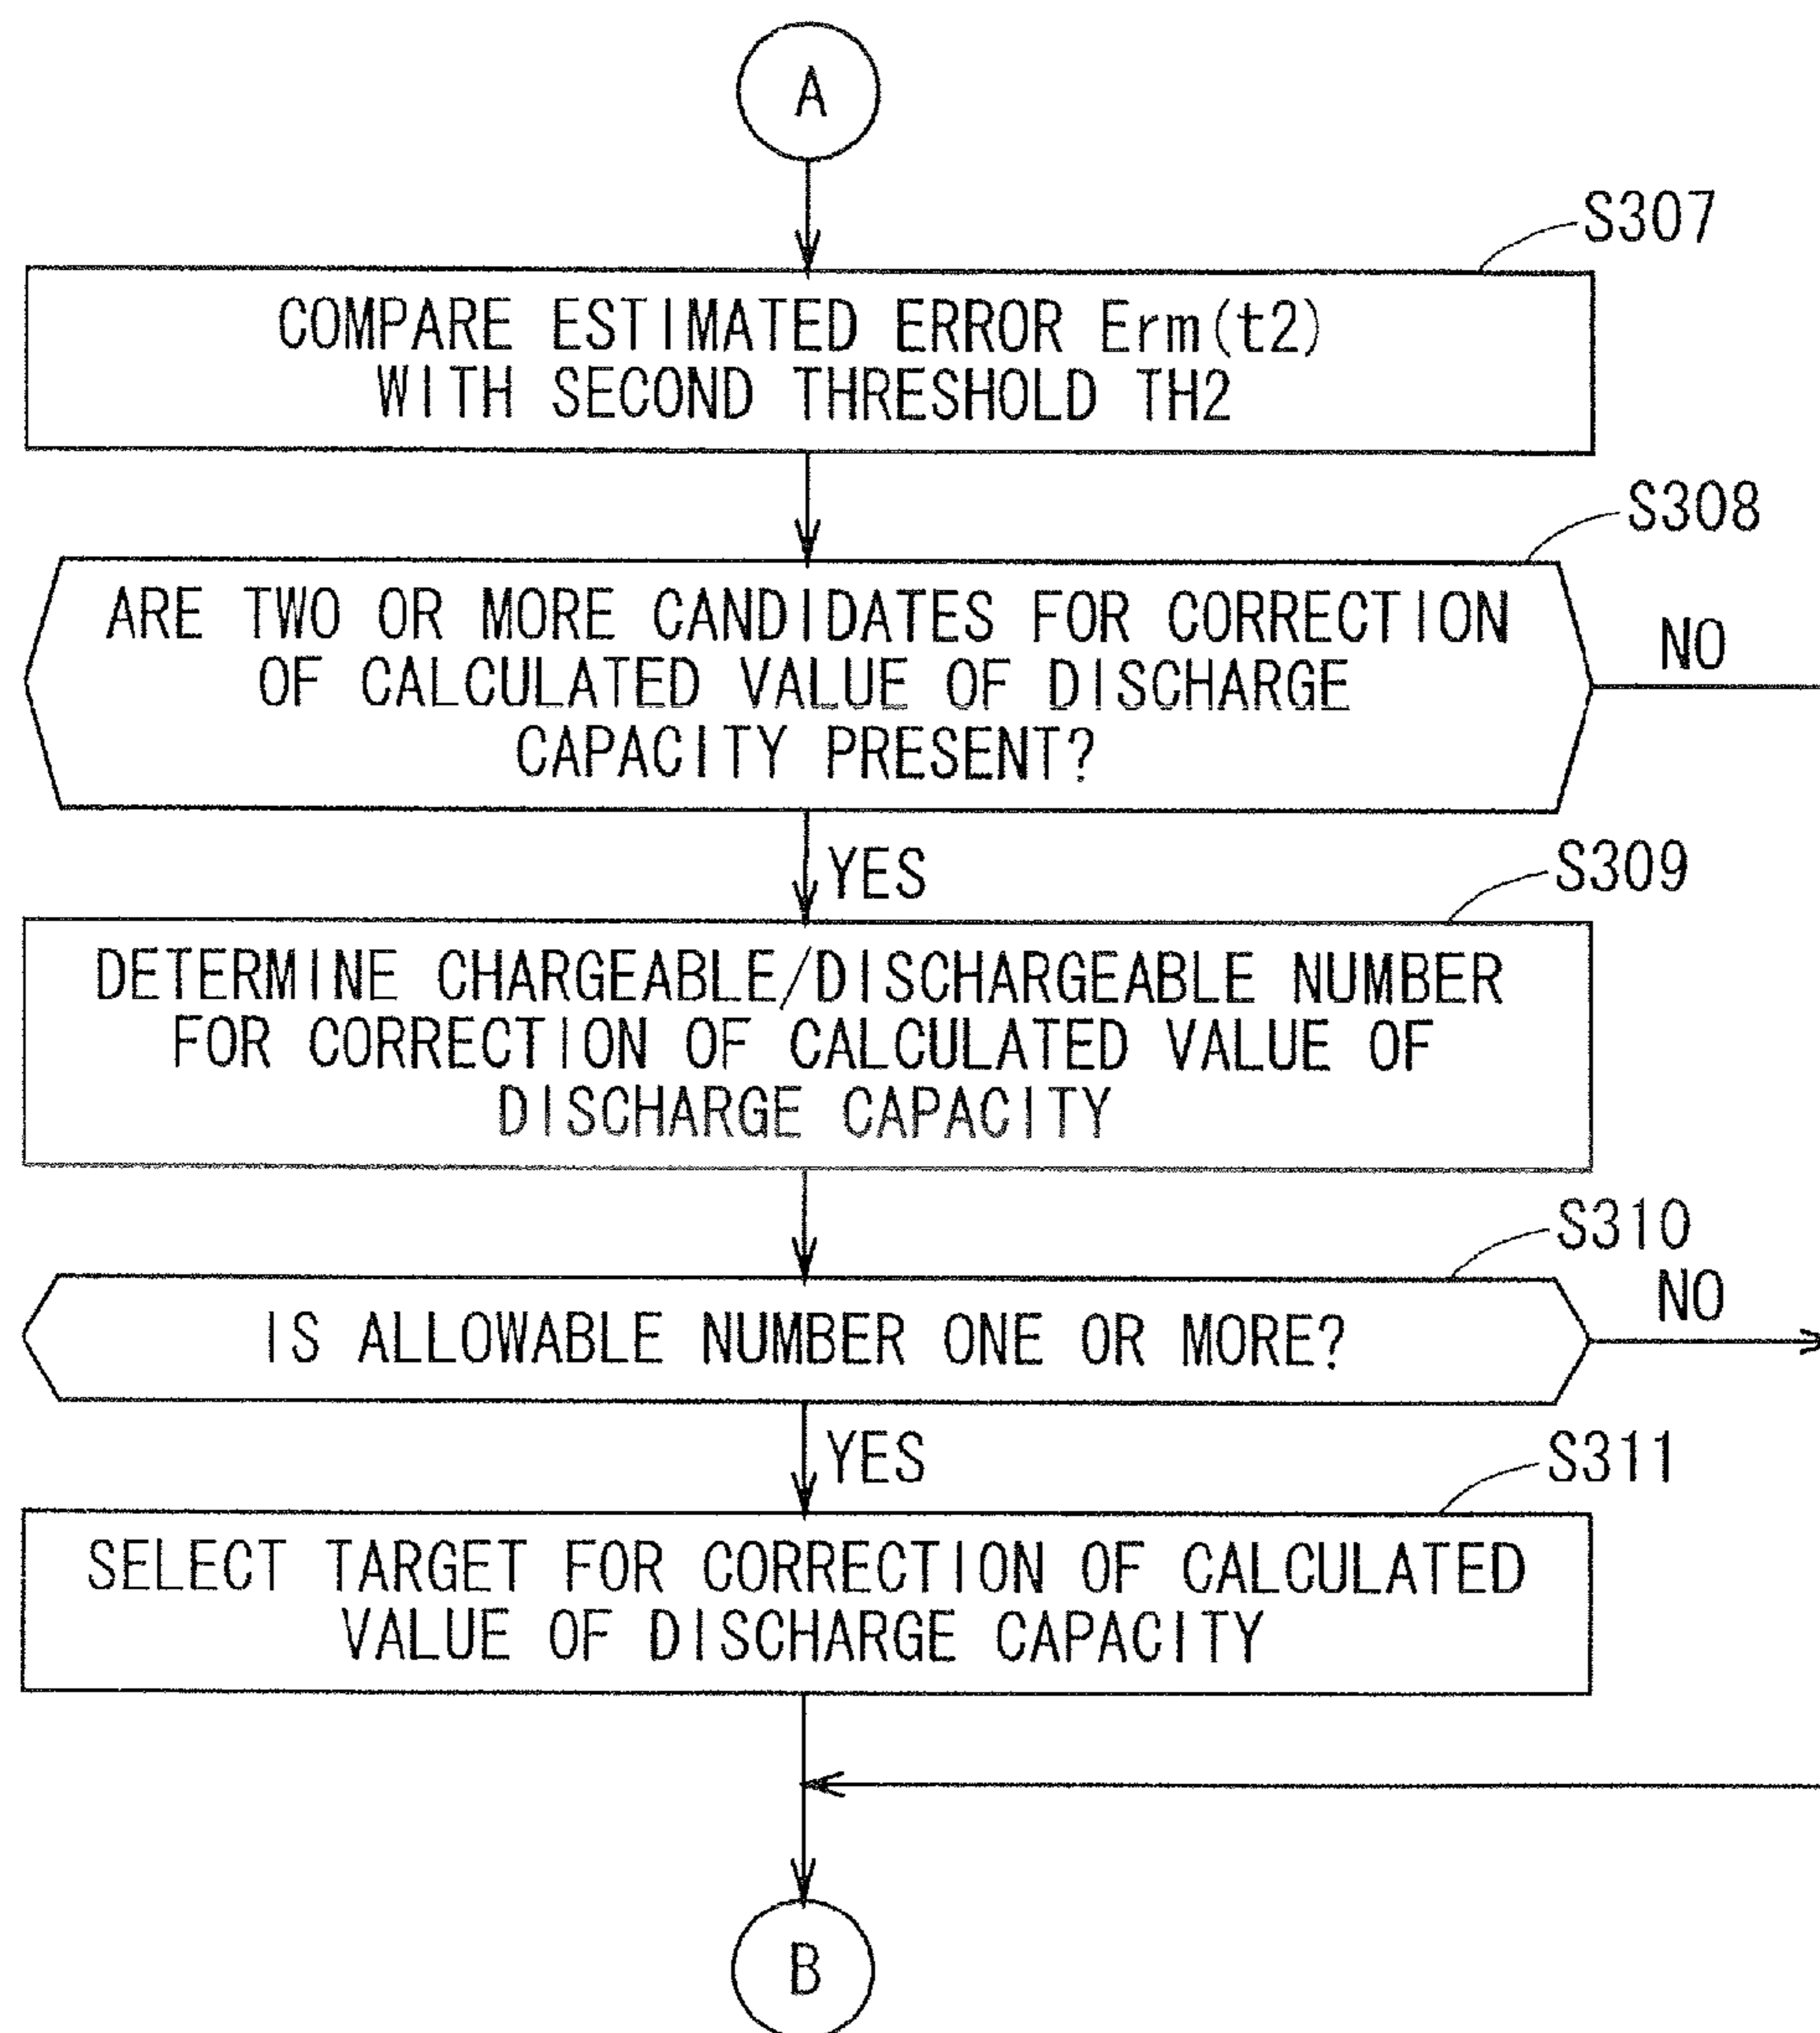 A
S307
COMPARE ESTIMATED ERROR Erm(t2)
WITH SECOND THRESHOLD TH2
S308
ARE TWO OR MORE CANDIDATES FOR CORRECTION
OF CALCULATED VALUE OF DISCHARGE
CAPACITY PRESENT?
NO
YES
S309
DETERMINE CHARGEABLE/DISCHARGEABLE NUMBER
FOR CORRECTION OF CALCULATED VALUE OF
DISCHARGE CAPACITY
S310
IS ALLOWABLE NUMBER ONE OR MORE?
NO
YES
S311
SELECT TARGET FOR CORRECTION OF CALCULATED
VALUE OF DISCHARGE CAPACITY
B